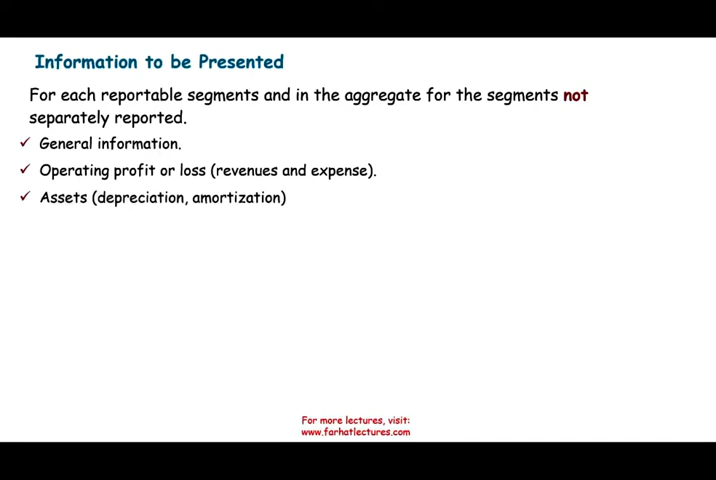 Information to be Presented
For each reportable segments and in the aggregate for the segments not
separately reported.
✓ General information.
✓ Operating profit or loss (revenues and expense).
✓ Assets (depreciation, amortization)
For more lectures, visit:
www.farhatlectures.com